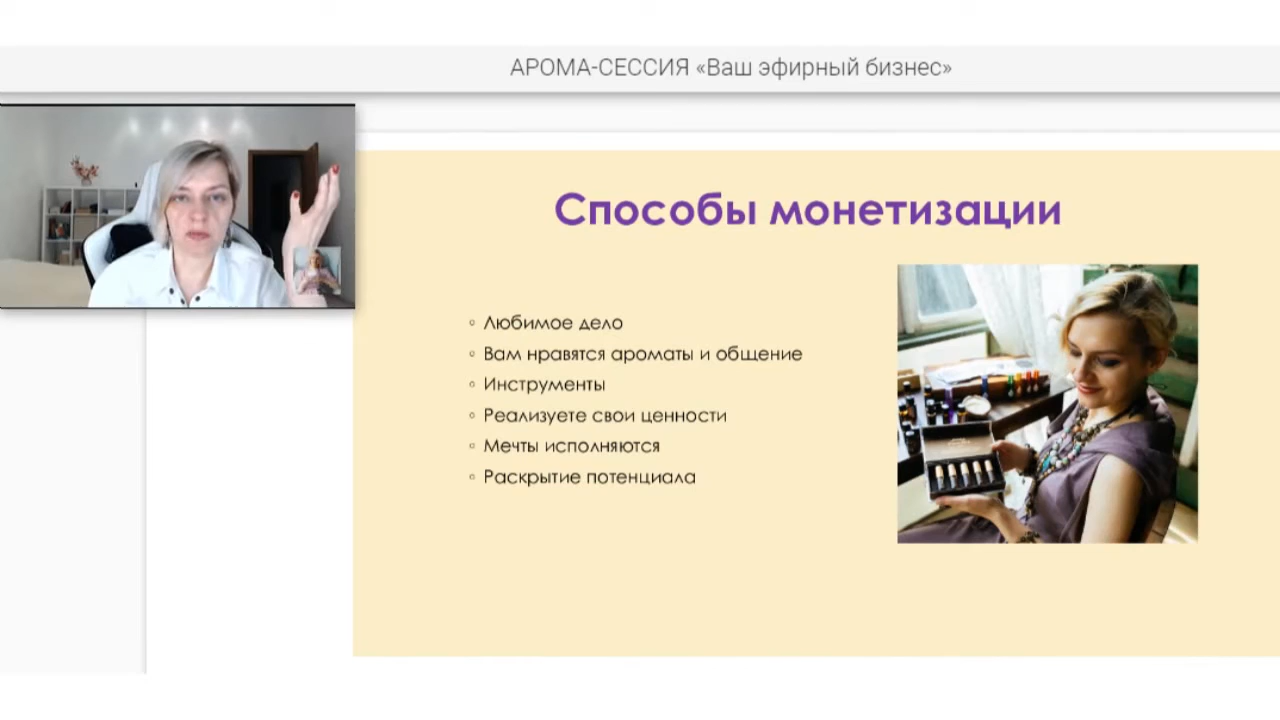 АРОМА-СЕССИЯ «Ваш эфирный бизнес»
Способы монетизации
Любимое дело
Вам нравятся ароматы и общение
Инструменты
Реализуете свои ценности
Мечты исполняются
Раскрытие потенциала